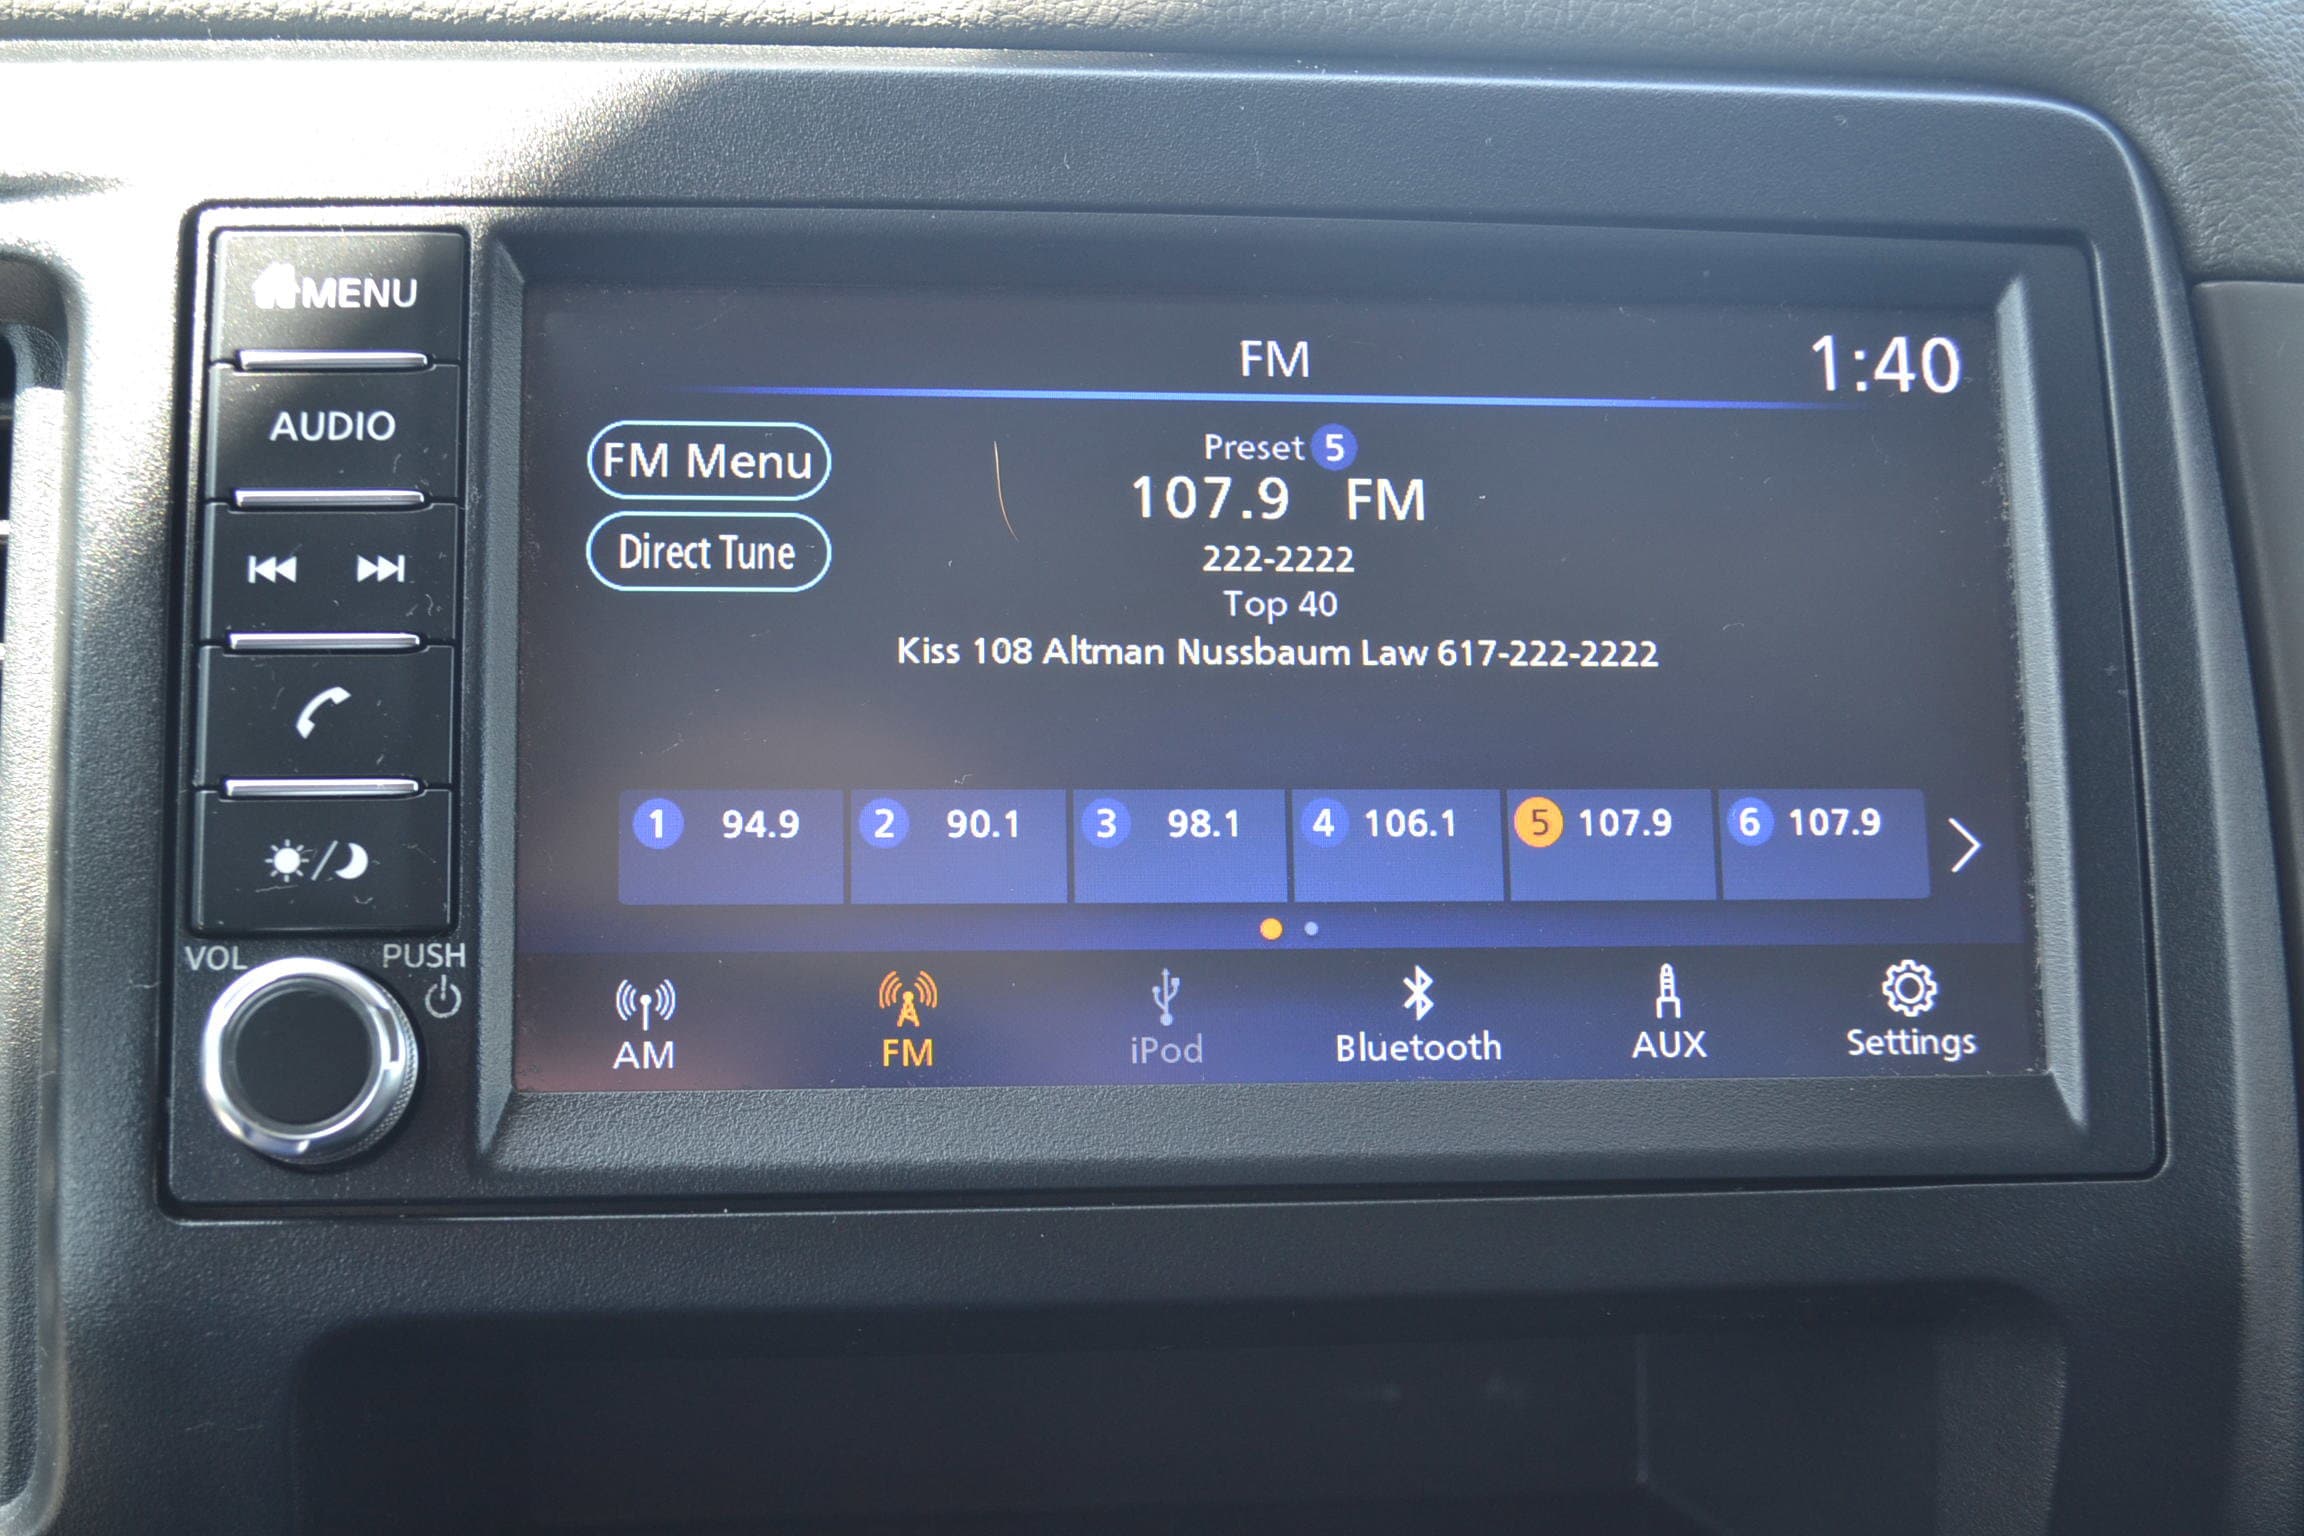 MENU
AUDIO
VOL
PUSH
FM
1:40
FM Menu
Direct Tune
Preset 5
107.9 FM
222-2222
Top 40
Kiss 108 Altman Nussbaum Law 617-222-2222
1 94.9
2 90.1
3 98.1
4 106.1
5 107.9
6 107.9
AM
FM
iPod
Bluetooth
AUX
Settings